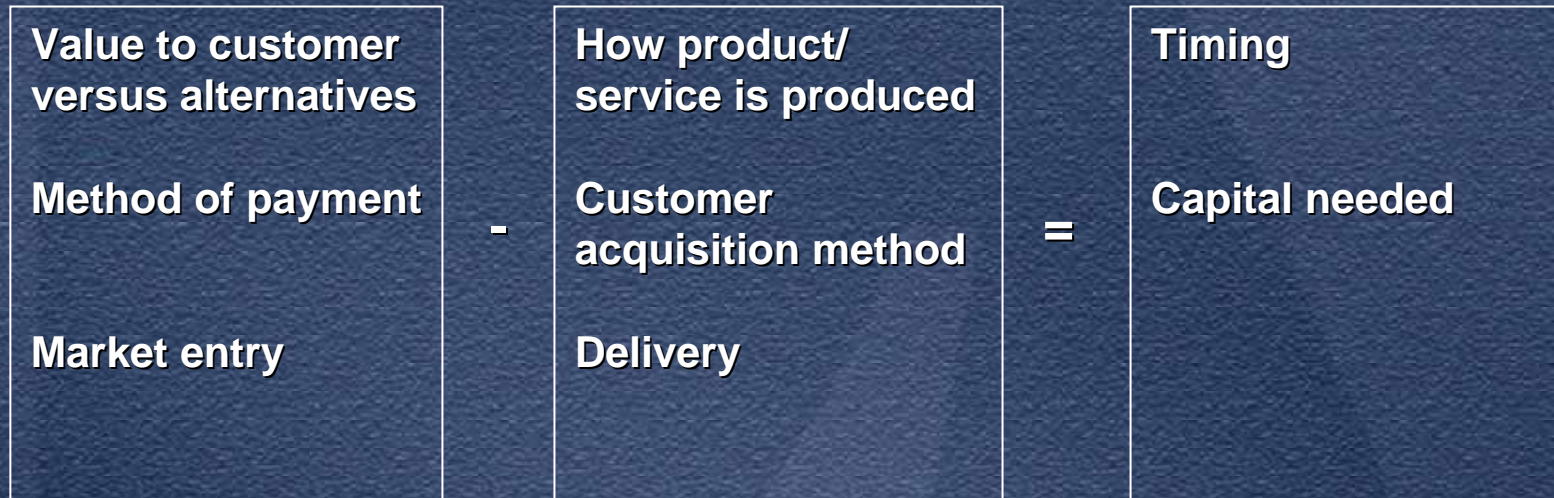 Value to customer
versus alternatives
Method of payment
Market entry
-
How product/
service is produced
Customer
acquisition method
Delivery
=
Timing
Capital needed